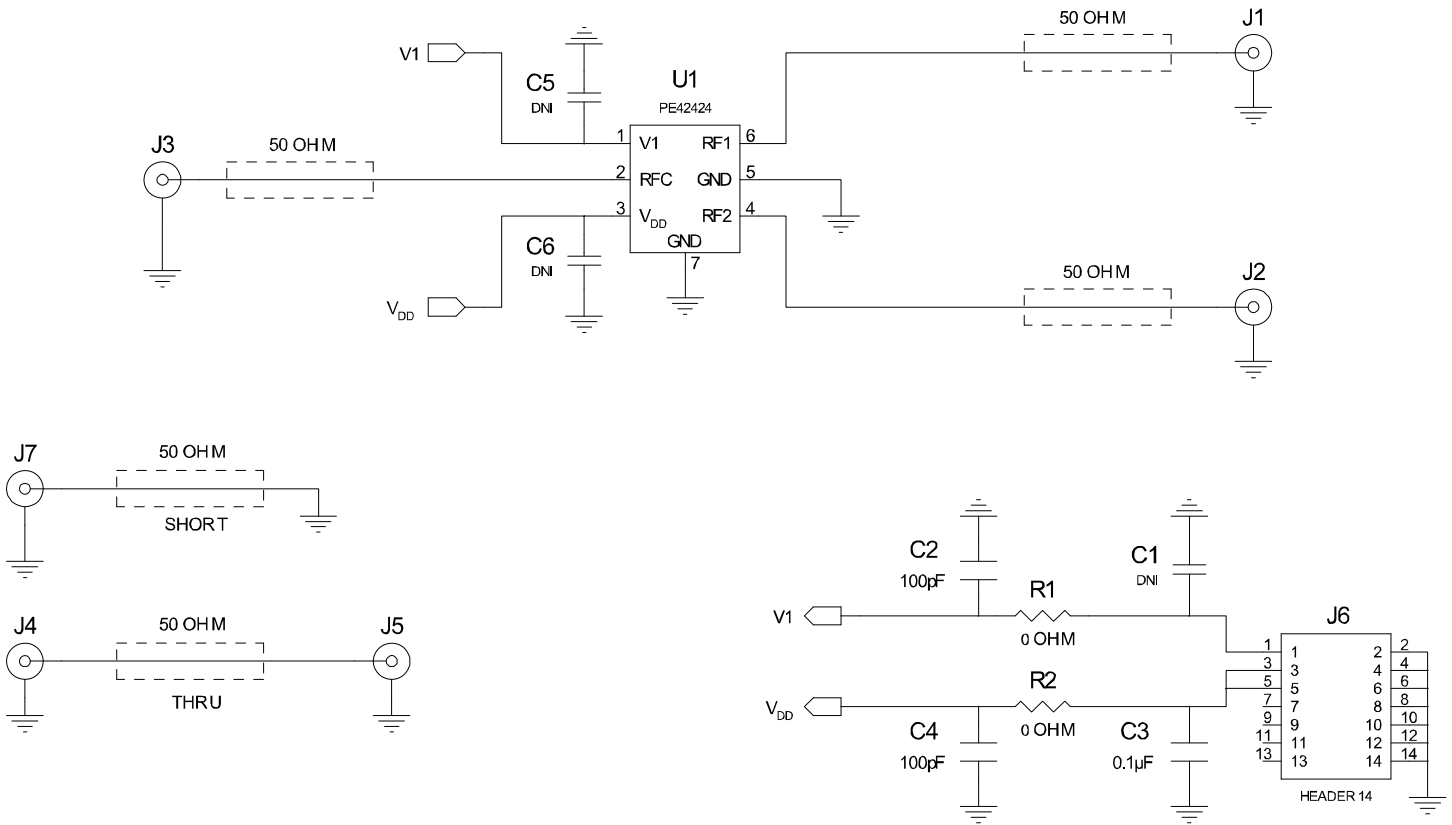 50 OHM
J1
V1
C5
DNI
U1
PE42424
J3
50 OHM
1 V1 RF1 6
2 RFC GND 5
3 VDD RF2 4
GND
7
C6
DNI
VDD
50 OHM
J2
J7
50 OHM
SHORT
J4
50 OHM
J5
THRU
C2
100pF
C1
DNI
R1
V1
0 OHM
J6
1 1 2 2
3 3 4 4
5 5 6 6
7 7 8 8
9 9 10 10
11 11 12 12
13 13 14 14
HEADER 14
R2
VDD
0 OHM
C4
100pF
C3
0.1µF